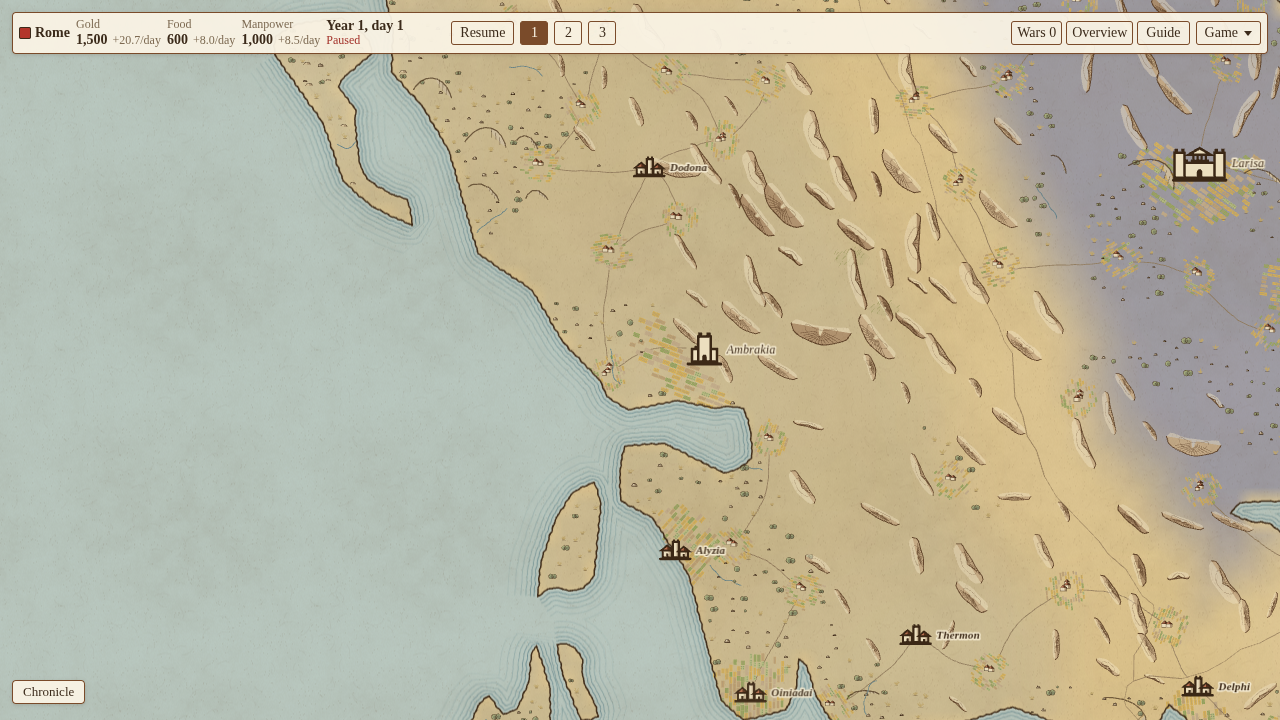 Rome
Gold
1,500 +20.7/day
Food
600 +8.0/day
Manpower
1,000 +8.5/day
Year 1, day 1
Paused
Resume
1
2
3
Wars 0
Overview
Guide
Game
Larisa
Dodona
Ambrakia
Alyzia
Thermon
Oiniadai
Delphi
Chronicle